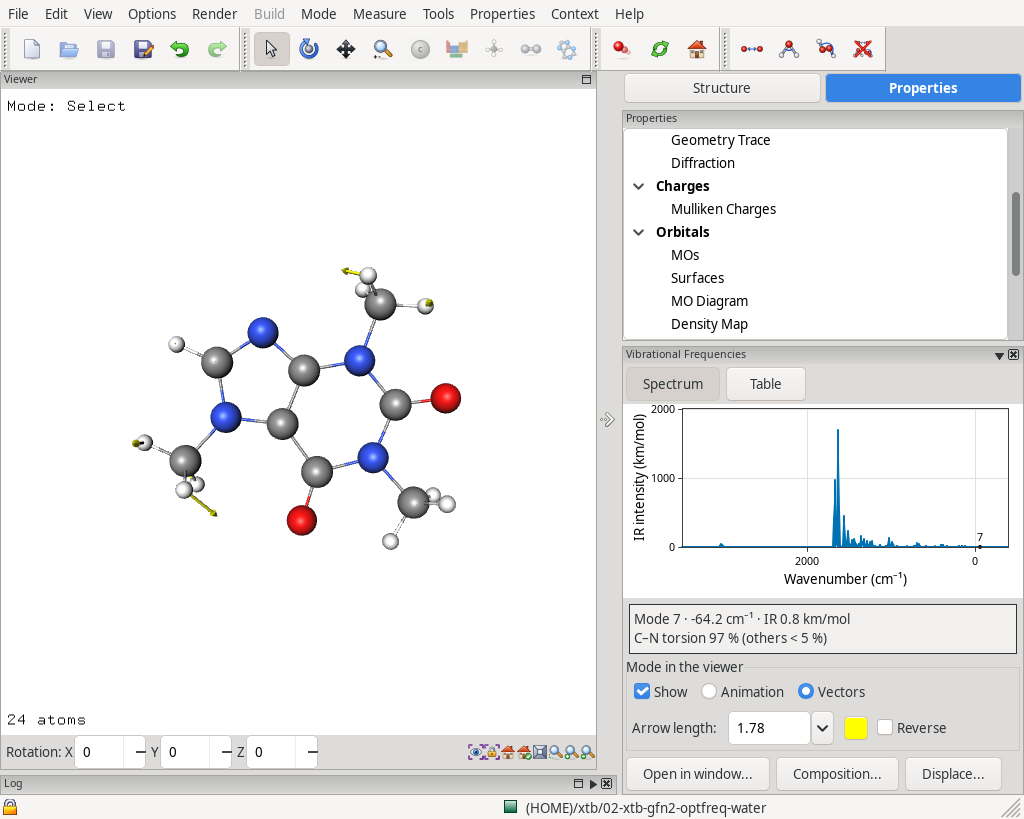 File Edit View Options Render Build Mode Measure Tools Properties Context Help
Viewer
Mode: Select
24 atoms
Rotation: X 0 Y 0 Z 0
Log
Structure Properties
Properties
Geometry Trace
Diffraction
Charges
Mulliken Charges
Orbitals
MOs
Surfaces
MO Diagram
Density Map
Vibrational Frequencies
Spectrum Table
IR intensity (km/mol)
2000
1000
0
7
2000 0
Wavenumber (cm⁻¹)
Mode 7 · -64.2 cm⁻¹ · IR 0.8 km/mol
C–N torsion 97 % (others < 5 %)
Mode in the viewer
Show Animation Vectors
Arrow length: 1.78 Reverse
Open in window... Composition... Displace...
(HOME)/xtb/02-xtb-gfn2-optfreq-water